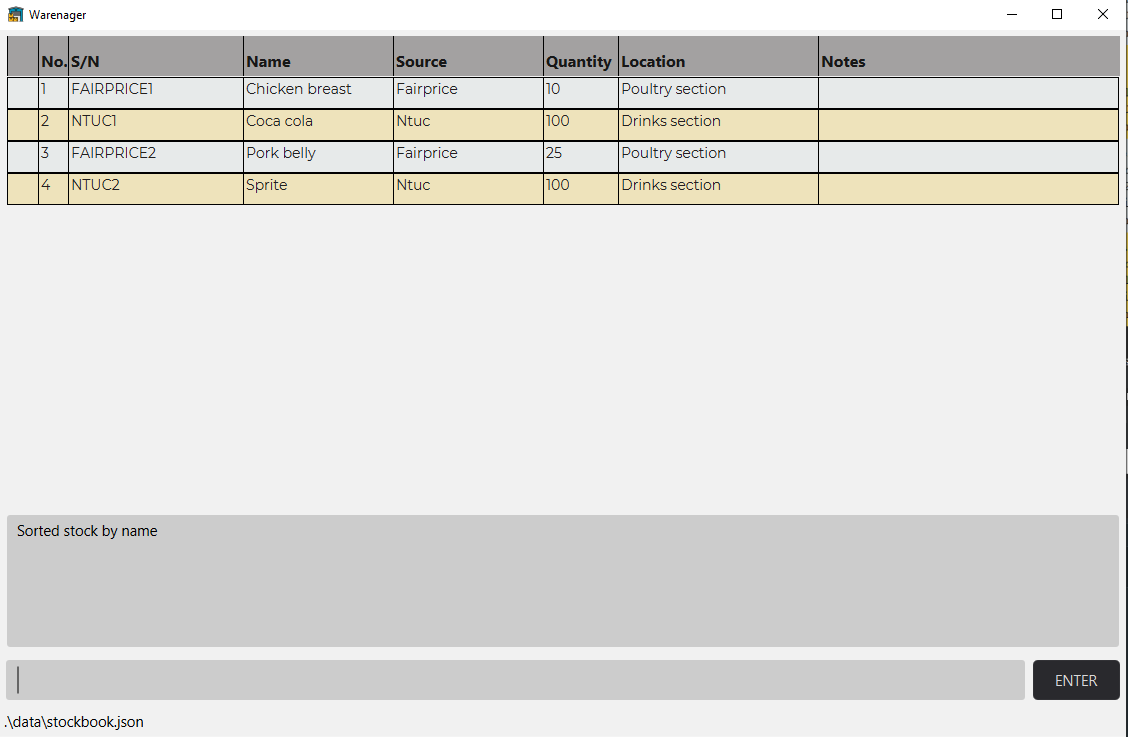 Warenager
No. S/N Name Source Quantity Location Notes
1 FAIRPRICE1 Chicken breast Fairprice 10 Poultry section
2 NTUC1 Coca cola Ntuc 100 Drinks section
3 FAIRPRICE2 Pork belly Fairprice 25 Poultry section
4 NTUC2 Sprite Ntuc 100 Drinks section
Sorted stock by name
ENTER
.\data\stockbook.json